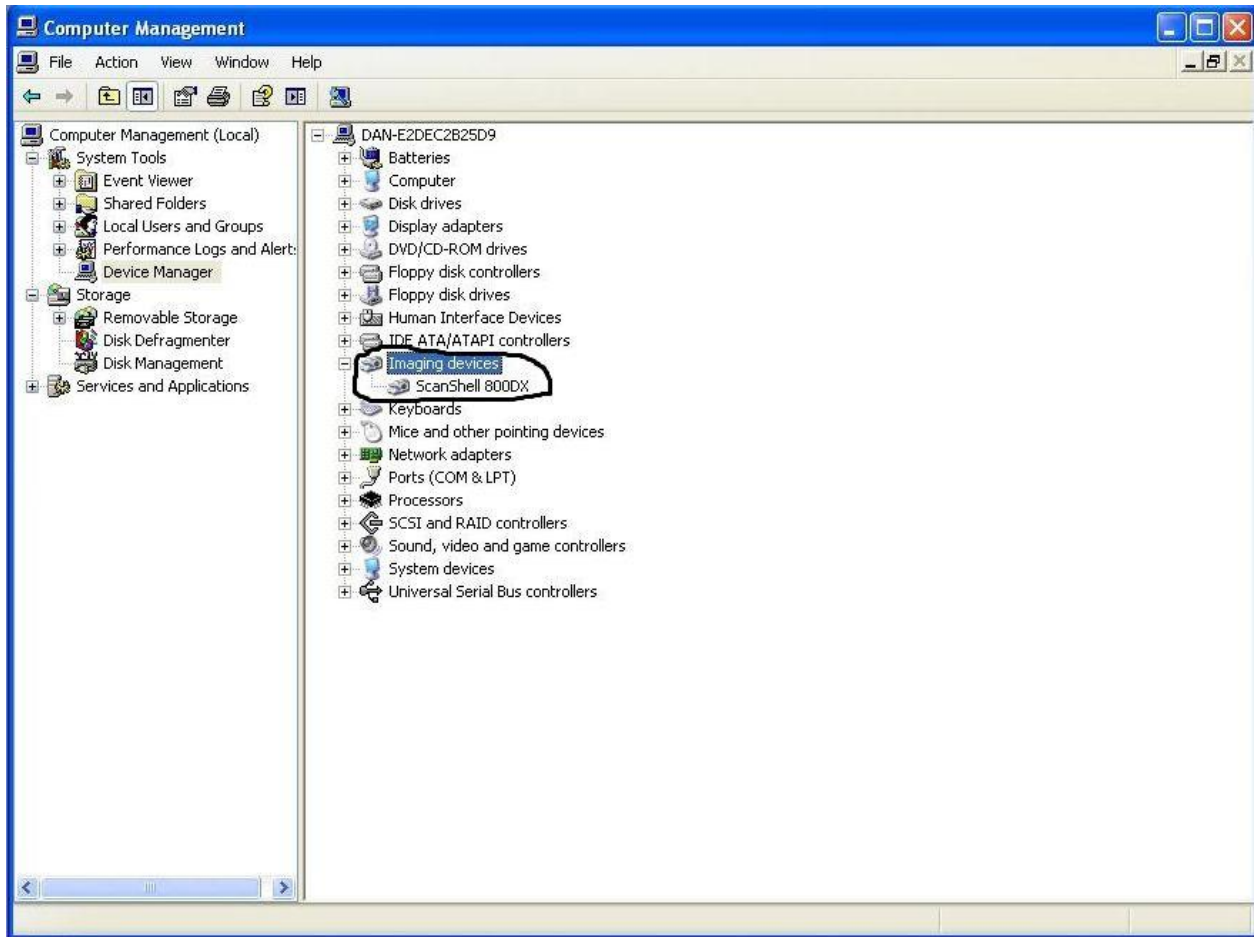 Computer Management
File Action View Window Help
Computer Management (Local)
System Tools
Event Viewer
Shared Folders
Local Users and Groups
Performance Logs and Alert
Device Manager
Storage
Removable Storage
Disk Defragmenter
Disk Management
Services and Applications
DAN-E2DEC2B25D9
Batteries
Computer
Disk drives
Display adapters
DVD/CD-ROM drives
Floppy disk controllers
Floppy disk drives
Human Interface Devices
IDE ATA/ATAPI controllers
Imaging devices
ScanShell 800DX
Keyboards
Mice and other pointing devices
Network adapters
Ports (COM & LPT)
Processors
SCSI and RAID controllers
Sound, video and game controllers
System devices
Universal Serial Bus controllers